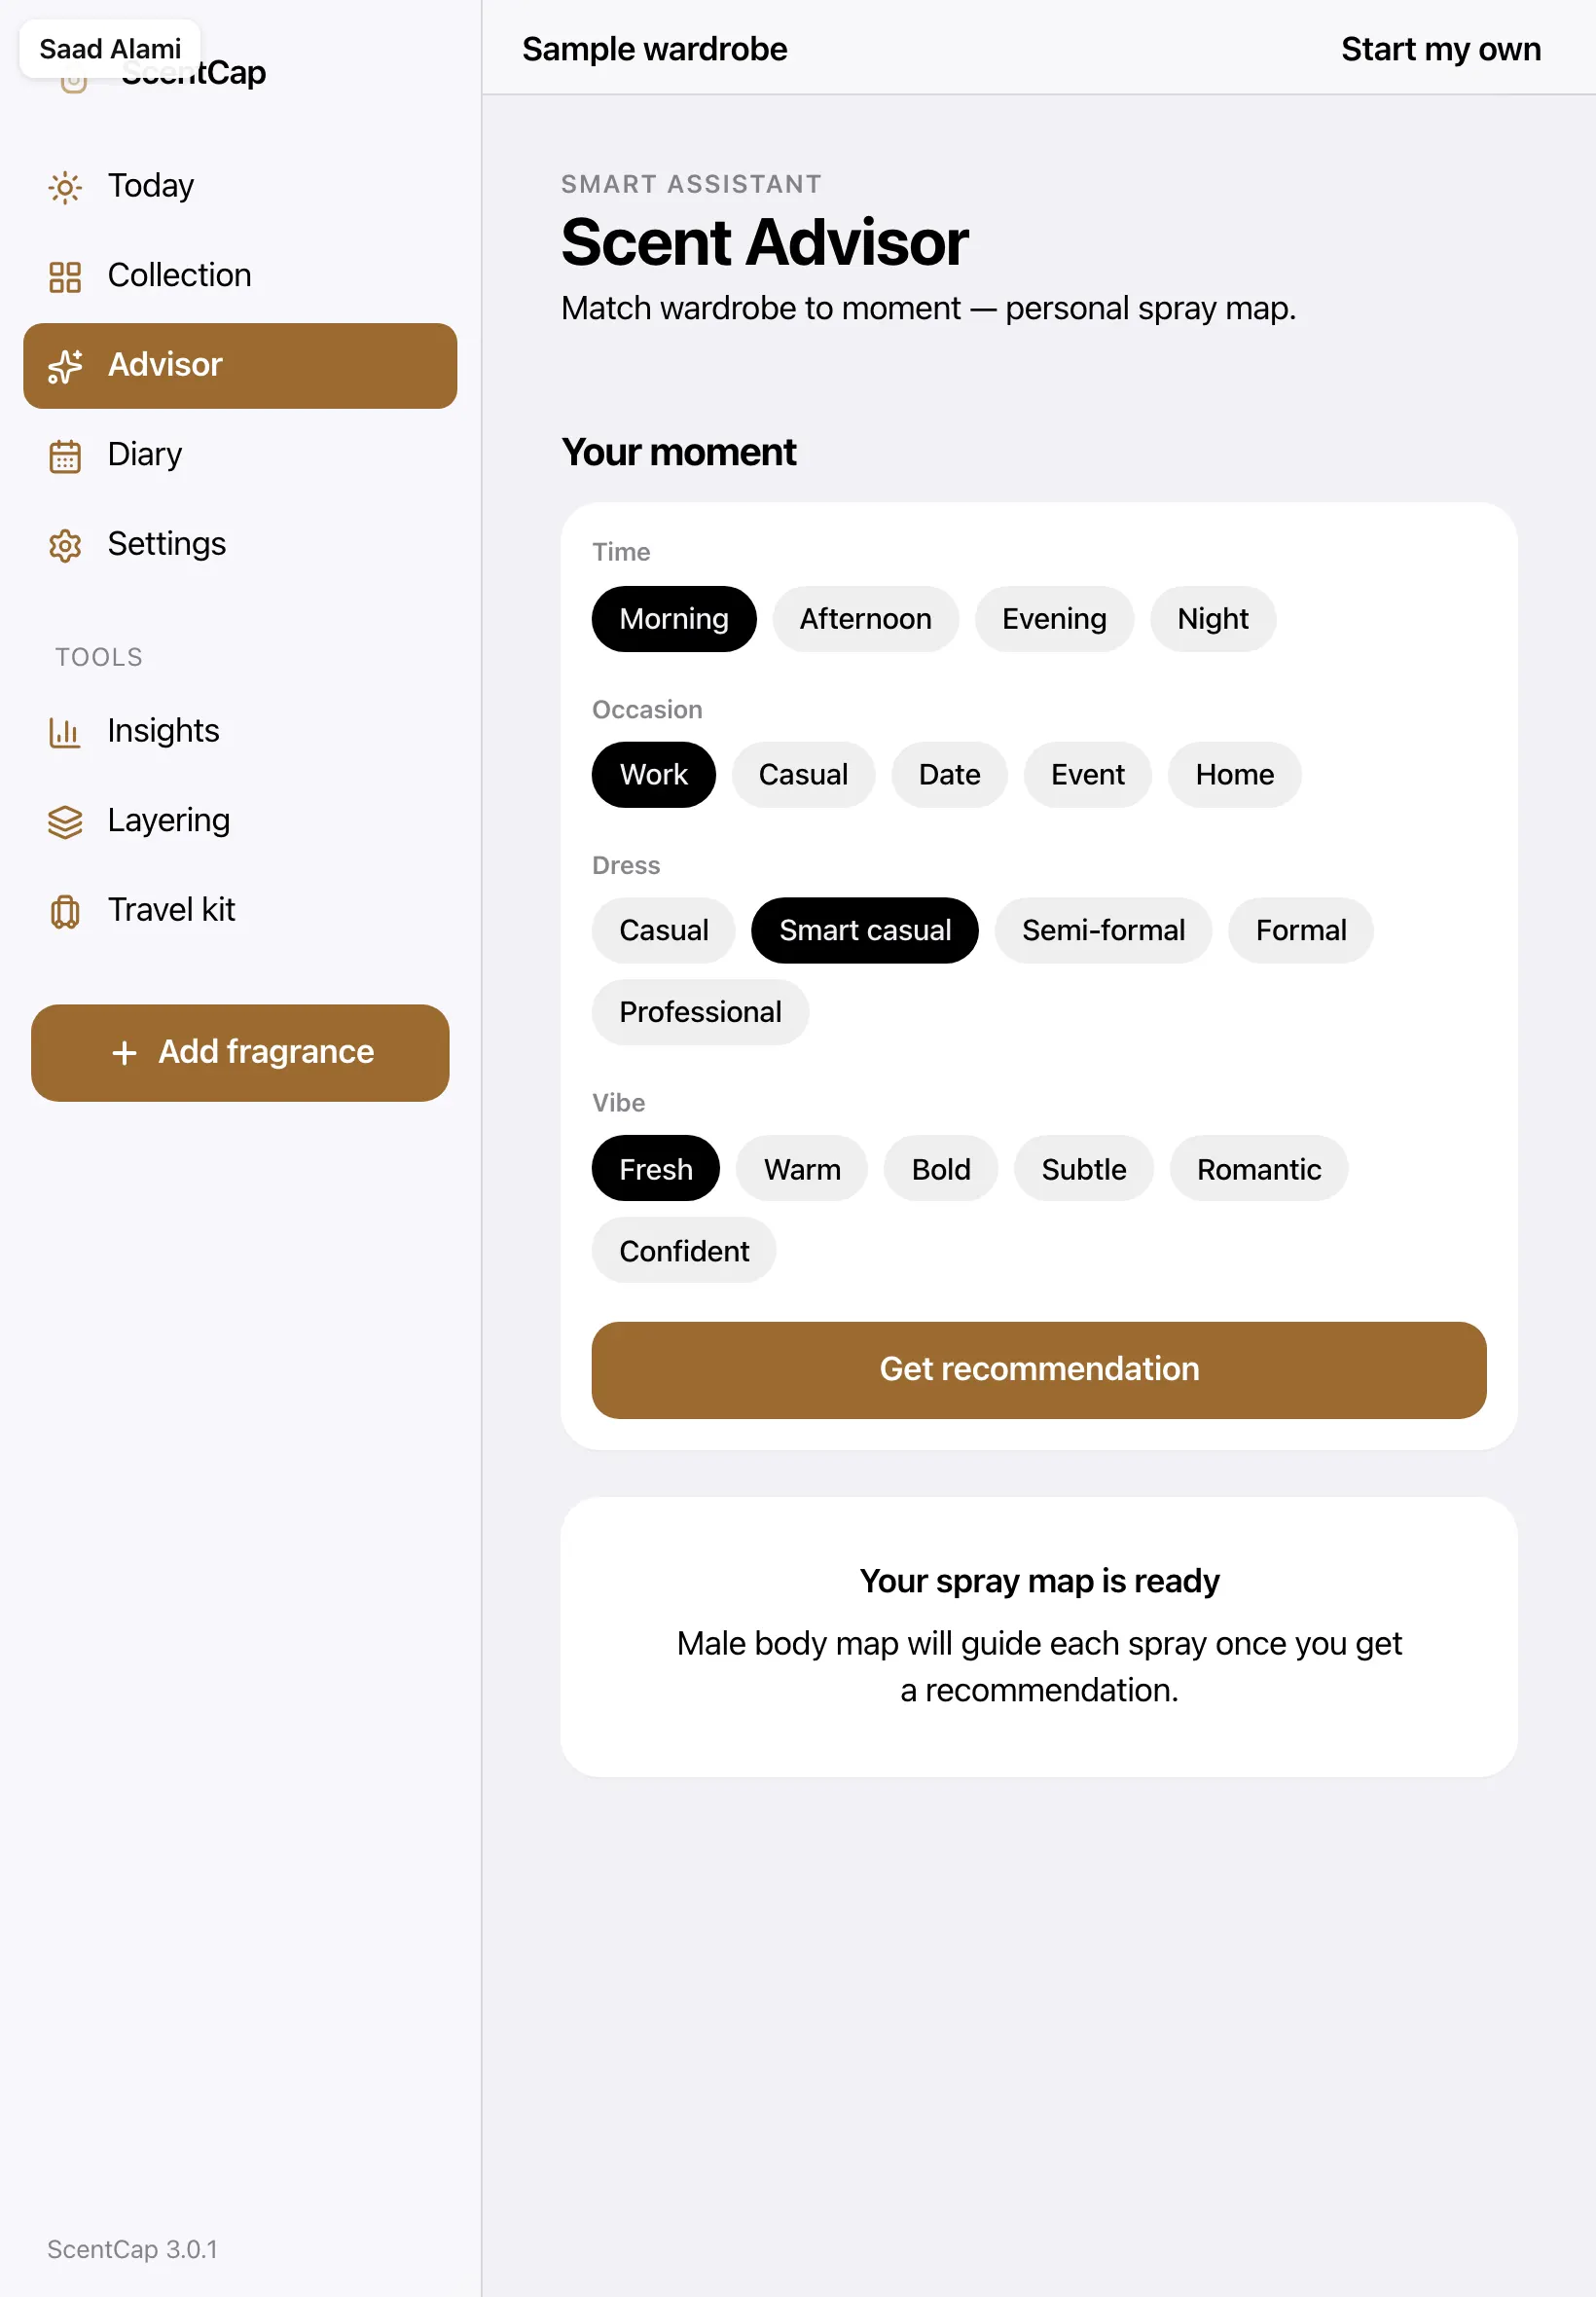 Saad Alami
ScentCap
Today
Collection
Advisor
Diary
Settings
TOOLS
Insights
Layering
Travel kit
+ Add fragrance
ScentCap 3.0.1
Sample wardrobe
Start my own
SMART ASSISTANT
Scent Advisor
Match wardrobe to moment — personal spray map.
Your moment
Time
Morning Afternoon Evening Night
Occasion
Work Casual Date Event Home
Dress
Casual Smart casual Semi-formal Formal
Professional
Vibe
Fresh Warm Bold Subtle Romantic
Confident
Get recommendation
Your spray map is ready
Male body map will guide each spray once you get
a recommendation.